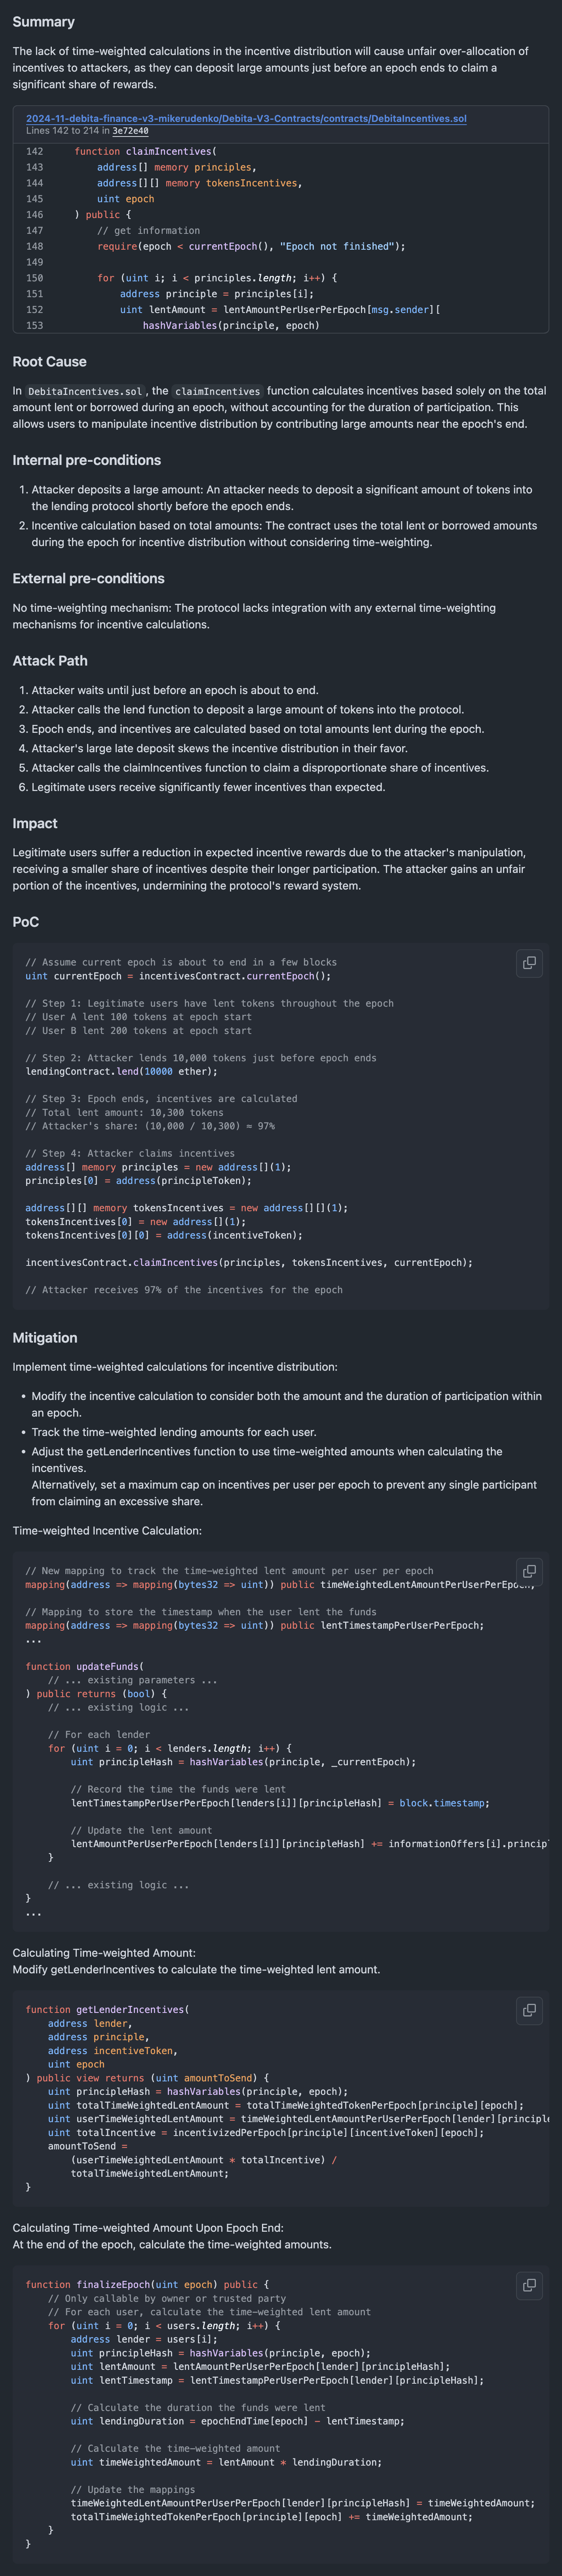 Summary
The lack of time-weighted calculations in the incentive distribution will cause unfair over-allocation of
incentives to attackers, as they can deposit large amounts just before an epoch ends to claim a
significant share of rewards.
2024-11-debita-finance-v3-mikerudenko/Debita-V3-Contracts/contracts/DebitaIncentives.sol
Lines 142 to 214 in 3e72e40
142 function claimIncentives(
143 address[] memory principles,
144 address[][] memory tokensIncentives,
145 uint epoch
146 ) public {
147 // get information
148 require(epoch < currentEpoch(), "Epoch not finished");
149
150 for (uint i; i < principles.length; i++) {
151 address principle = principles[i];
152 uint lentAmount = lentAmountPerUserPerEpoch[msg.sender][
153 hashVariables(principle, epoch)
Root Cause
In DebitaIncentives.sol, the claimIncentives function calculates incentives based solely on the total
amount lent or borrowed during an epoch, without accounting for the duration of participation. This
allows users to manipulate incentive distribution by contributing large amounts near the epoch's end.
Internal pre-conditions
1. Attacker deposits a large amount: An attacker needs to deposit a significant amount of tokens into
the lending protocol shortly before the epoch ends.
2. Incentive calculation based on total amounts: The contract uses the total lent or borrowed amounts
during the epoch for incentive distribution without considering time-weighting.
External pre-conditions
No time-weighting mechanism: The protocol lacks integration with any external time-weighting
mechanisms for incentive calculations.
Attack Path
1. Attacker waits until just before an epoch is about to end.
2. Attacker calls the lend function to deposit a large amount of tokens into the protocol.
3. Epoch ends, and incentives are calculated based on total amounts lent during the epoch.
4. Attacker's large late deposit skews the incentive distribution in their favor.
5. Attacker calls the claimIncentives function to claim a disproportionate share of incentives.
6. Legitimate users receive significantly fewer incentives than expected.
Impact
Legitimate users suffer a reduction in expected incentive rewards due to the attacker's manipulation,
receiving a smaller share of incentives despite their longer participation. The attacker gains an unfair
portion of the incentives, undermining the protocol's reward system.
PoC
// Assume current epoch is about to end in a few blocks
uint currentEpoch = incentivesContract.currentEpoch();
// Step 1: Legitimate users have lent tokens throughout the epoch
// User A lent 100 tokens at epoch start
// User B lent 200 tokens at epoch start
// Step 2: Attacker lends 10,000 tokens just before epoch ends
lendingContract.lend(10000 ether);
// Step 3: Epoch ends, incentives are calculated
// Total lent amount: 10,300 tokens
// Attacker's share: (10,000 / 10,300) ≈ 97%
// Step 4: Attacker claims incentives
address[] memory principles = new address[](1);
principles[0] = address(principleToken);
address[][] memory tokensIncentives = new address[][](1);
tokensIncentives[0] = new address[](1);
tokensIncentives[0][0] = address(incentiveToken);
incentivesContract.claimIncentives(principles, tokensIncentives, currentEpoch);
// Attacker receives 97% of the incentives for the epoch
Mitigation
Implement time-weighted calculations for incentive distribution:
• Modify the incentive calculation to consider both the amount and the duration of participation within
an epoch.
• Track the time-weighted lending amounts for each user.
• Adjust the getLenderIncentives function to use time-weighted amounts when calculating the
incentives.
Alternatively, set a maximum cap on incentives per user per epoch to prevent any single participant
from claiming an excessive share.
Time-weighted Incentive Calculation:
// New mapping to track the time-weighted lent amount per user per epoch
mapping(address => mapping(bytes32 => uint)) public timeWeightedLentAmountPerUserPerEpoch;
// Mapping to store the timestamp when the user lent the funds
mapping(address => mapping(bytes32 => uint)) public lentTimestampPerUserPerEpoch;
...
function updateFunds(
// ... existing parameters ...
) public returns (bool) {
// ... existing logic ...
// For each lender
for (uint i = 0; i < lenders.length; i++) {
uint principleHash = hashVariables(principle, _currentEpoch);
// Record the time the funds were lent
lentTimestampPerUserPerEpoch[lenders[i]][principleHash] = block.timestamp;
// Update the lent amount
lentAmountPerUserPerEpoch[lenders[i]][principleHash] += informationOffers[i].princip
}
// ... existing logic ...
}
...
Calculating Time-weighted Amount:
Modify getLenderIncentives to calculate the time-weighted lent amount.
function getLenderIncentives(
address lender,
address principle,
address incentiveToken,
uint epoch
) public view returns (uint amountToSend) {
uint principleHash = hashVariables(principle, epoch);
uint totalTimeWeightedLentAmount = totalTimeWeightedTokenPerEpoch[principle][epoch];
uint userTimeWeightedLentAmount = timeWeightedLentAmountPerUserPerEpoch[lender][principle
uint totalIncentive = incentivizedPerEpoch[principle][incentiveToken][epoch];
amountToSend =
(userTimeWeightedLentAmount * totalIncentive) /
totalTimeWeightedLentAmount;
}
Calculating Time-weighted Amount Upon Epoch End:
At the end of the epoch, calculate the time-weighted amounts.
function finalizeEpoch(uint epoch) public {
// Only callable by owner or trusted party
// For each user, calculate the time-weighted lent amount
for (uint i = 0; i < users.length; i++) {
address lender = users[i];
uint principleHash = hashVariables(principle, epoch);
uint lentAmount = lentAmountPerUserPerEpoch[lender][principleHash];
uint lentTimestamp = lentTimestampPerUserPerEpoch[lender][principleHash];
// Calculate the duration the funds were lent
uint lendingDuration = epochEndTime[epoch] - lentTimestamp;
// Calculate the time-weighted amount
uint timeWeightedAmount = lentAmount * lendingDuration;
// Update the mappings
timeWeightedLentAmountPerUserPerEpoch[lender][principleHash] = timeWeightedAmount;
totalTimeWeightedTokenPerEpoch[principle][epoch] += timeWeightedAmount;
}
}